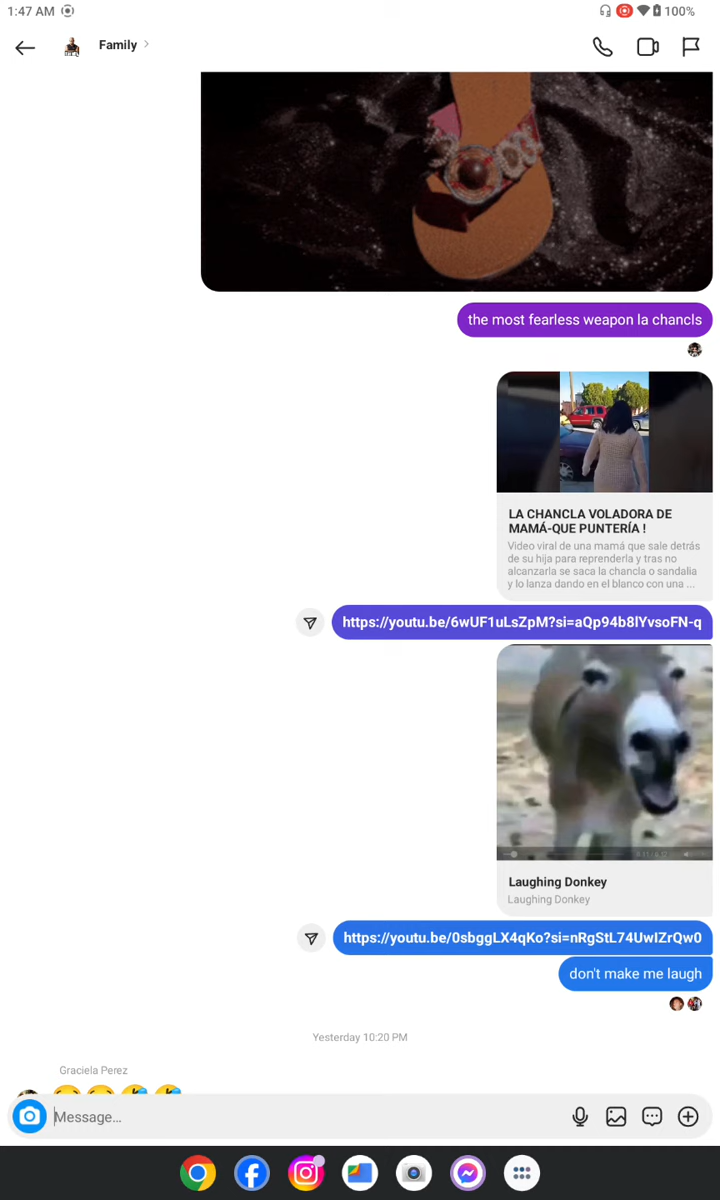 1:47 AM
100%
Family
the most fearless weapon la chancls
LA CHANCLA VOLADORA DE
MAMÁ-QUE PUNTERÍA !
Video viral de una mamá que sale detrás
de su hija para reprenderla y tras no
alcanzarla se saca la chancla o sandalia
y lo lanza dando en el blanco con una ...
https://youtu.be/6wUF1uLsZpM?si=aQp94b8lYvsoFN-q
Laughing Donkey
Laughing Donkey
https://youtu.be/0sbggLX4qKo?si=nRgStL74UwIZrQw0
don't make me laugh
Yesterday 10:20 PM
Graciela Perez
Message...